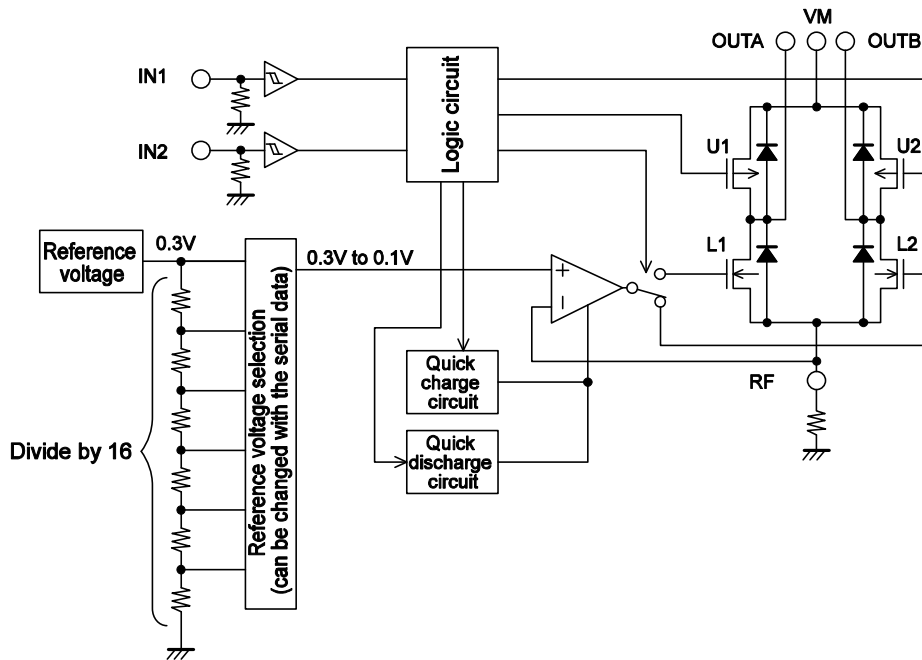 VM
OUTA
OUTB
IN1
IN2
Logic circuit
U1
U2
L1
L2
Reference
voltage
0.3V
0.3V to 0.1V
Reference voltage selection
(can be changed with the serial data)
+
−
Quick
charge
circuit
RF
Divide by 16
Quick
discharge
circuit